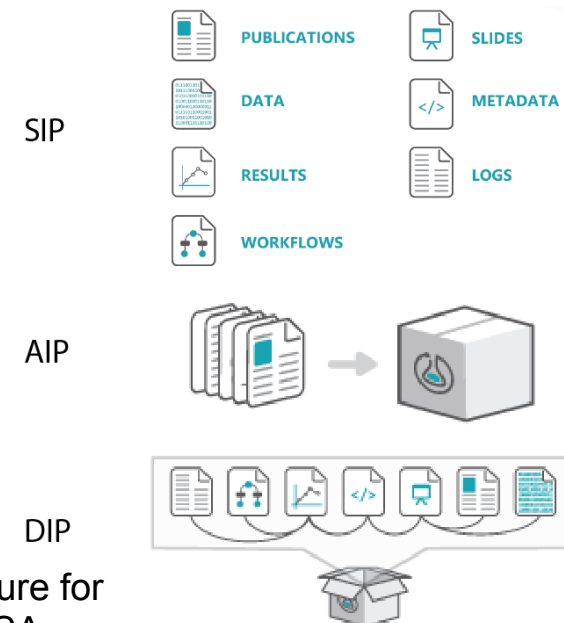 PUBLICATIONS SLIDES
DATA METADATA
SIP
RESULTS LOGS
WORKFLOWS
AIP
DIP
ure for